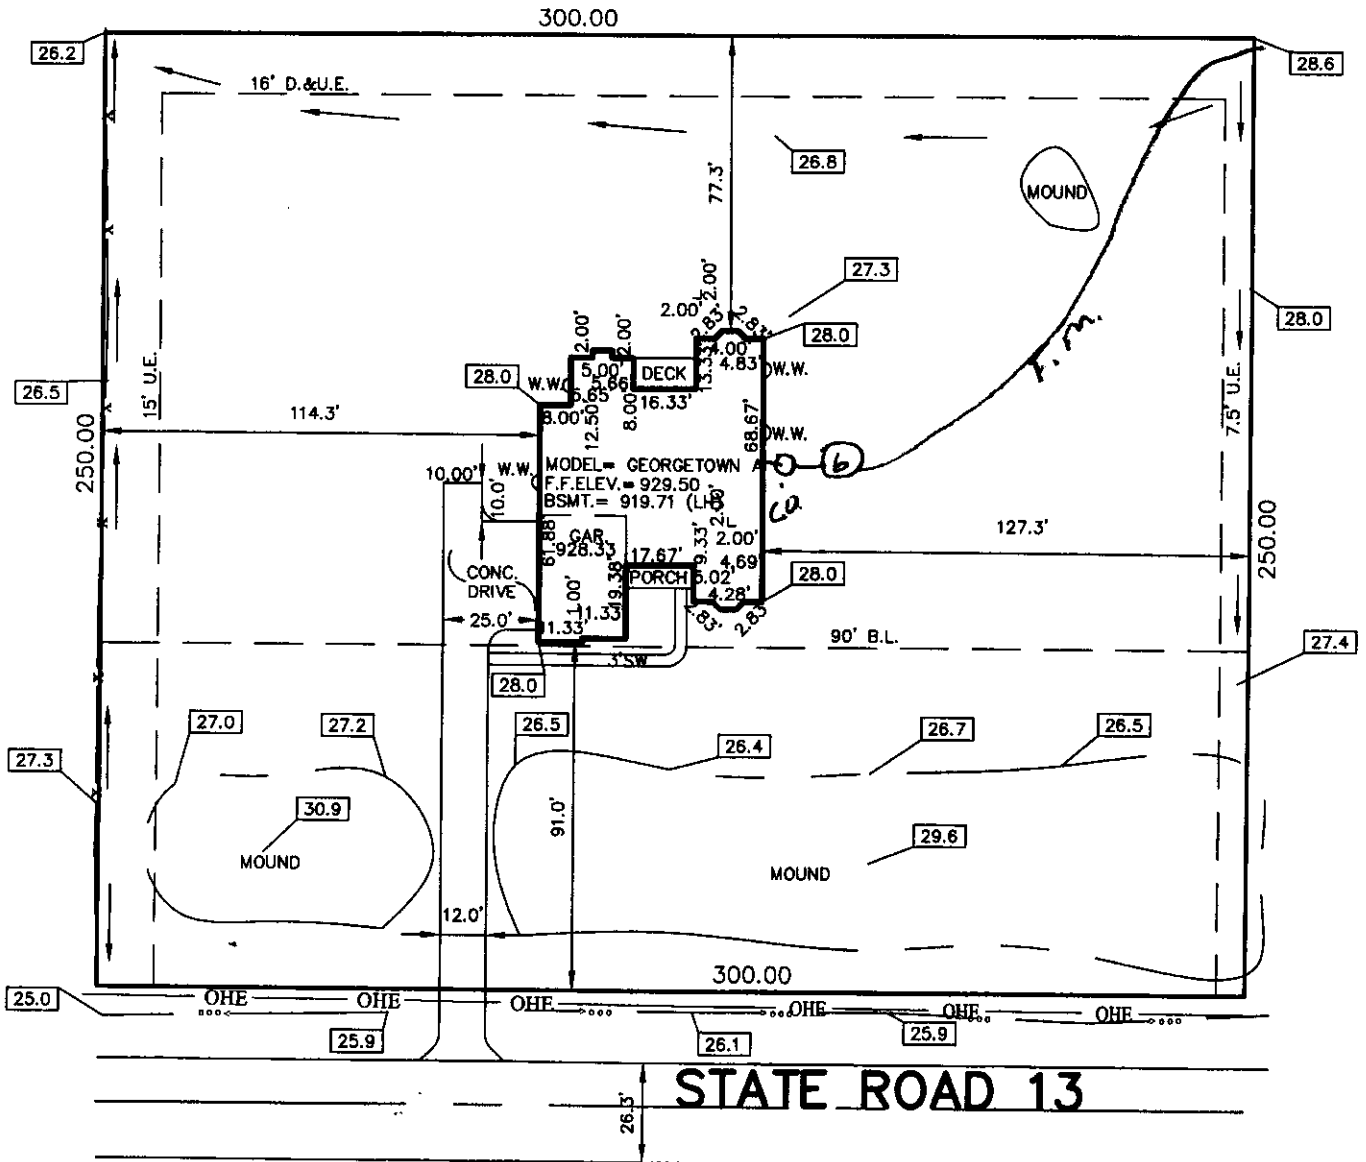 300.00
26.2
28.6
16' D.&U.E.
26.8
77.3'
MOUND
27.3
2.00'
2.00'
2.83'
2.83'
28.0
28.0
2.00'
2.00'
4.00'
4.83'
13.33'
5.00'
5.66
DECK
W.W.
W.W.
28.0
6.65'
16.33'
26.5
15' U.E.
7.5' U.E.
114.3'
8.00'
12.50'
8.00'
68.67'
W.W.
250.00
10.00'
W.W.
MODEL= GEORGETOWN A
6
T.M.
F.F.ELEV.= 929.50
10.0'
BSMT.= 919.71 (LH)
2.00'
C.O.
250.00
GAR.
928.33
61.88'
2.00'
127.3'
17.67'
9.33'
4.69
CONC.
DRIVE
19.38'
PORCH
5.02'
28.0
1.00'
4.28'
25.0'
11.33'
11.33'
2.83'
2.83'
90' B.L.
3'SW
27.4
28.0
27.0
27.2
26.5
26.4
26.7
26.5
27.3
30.9
91.0'
29.6
MOUND
MOUND
12.0'
300.00
25.0
OHE OHE OHE OHE OHE OHE
25.9
26.1
25.9
26.3'
STATE ROAD 13